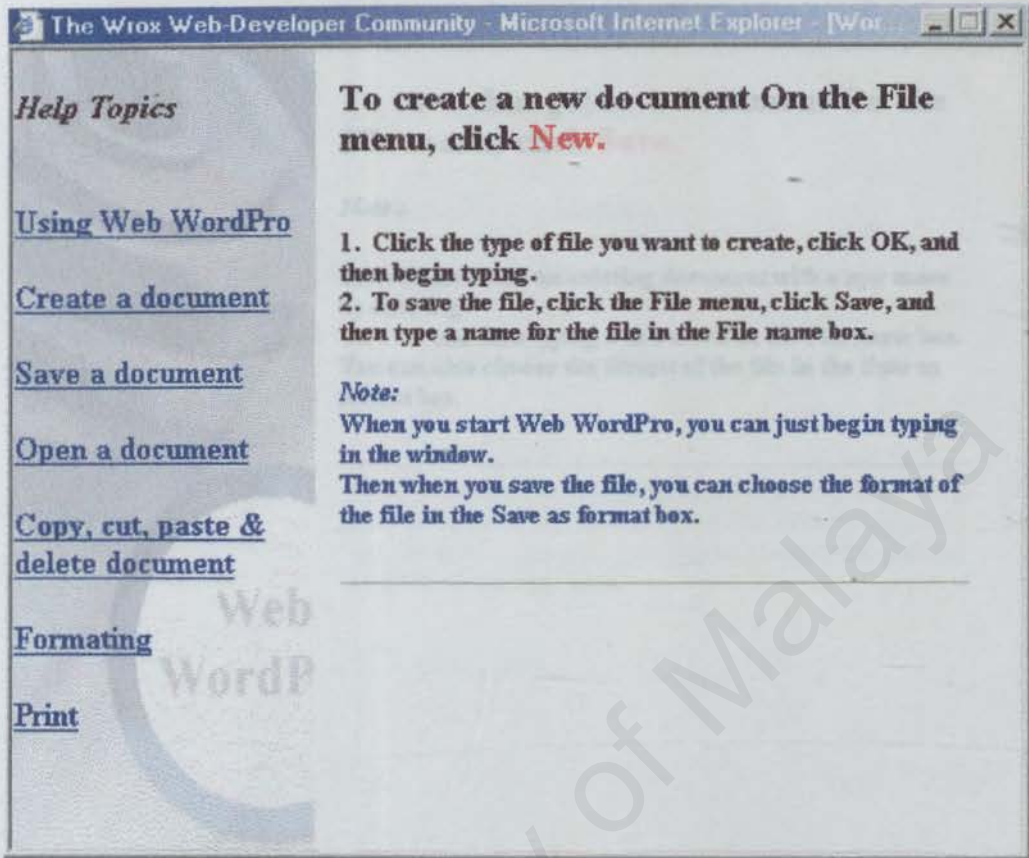 The Wrox Web-Developer Community - Microsoft Internet Explorer - [Wor...
Help Topics
Using Web WordPro
Create a document
Save a document
Open a document
Copy, cut, paste &
delete document
Formating
Print
Web
WordP
To create a new document On the File
menu, click New.
1. Click the type of file you want to create, click OK, and
then begin typing.
2. To save the file, click the File menu, click Save, and
then type a name for the file in the File name box.
Note:
When you start Web WordPro, you can just begin typing
in the window.
Then when you save the file, you can choose the format of
the file in the Save as format box.
of Malaya